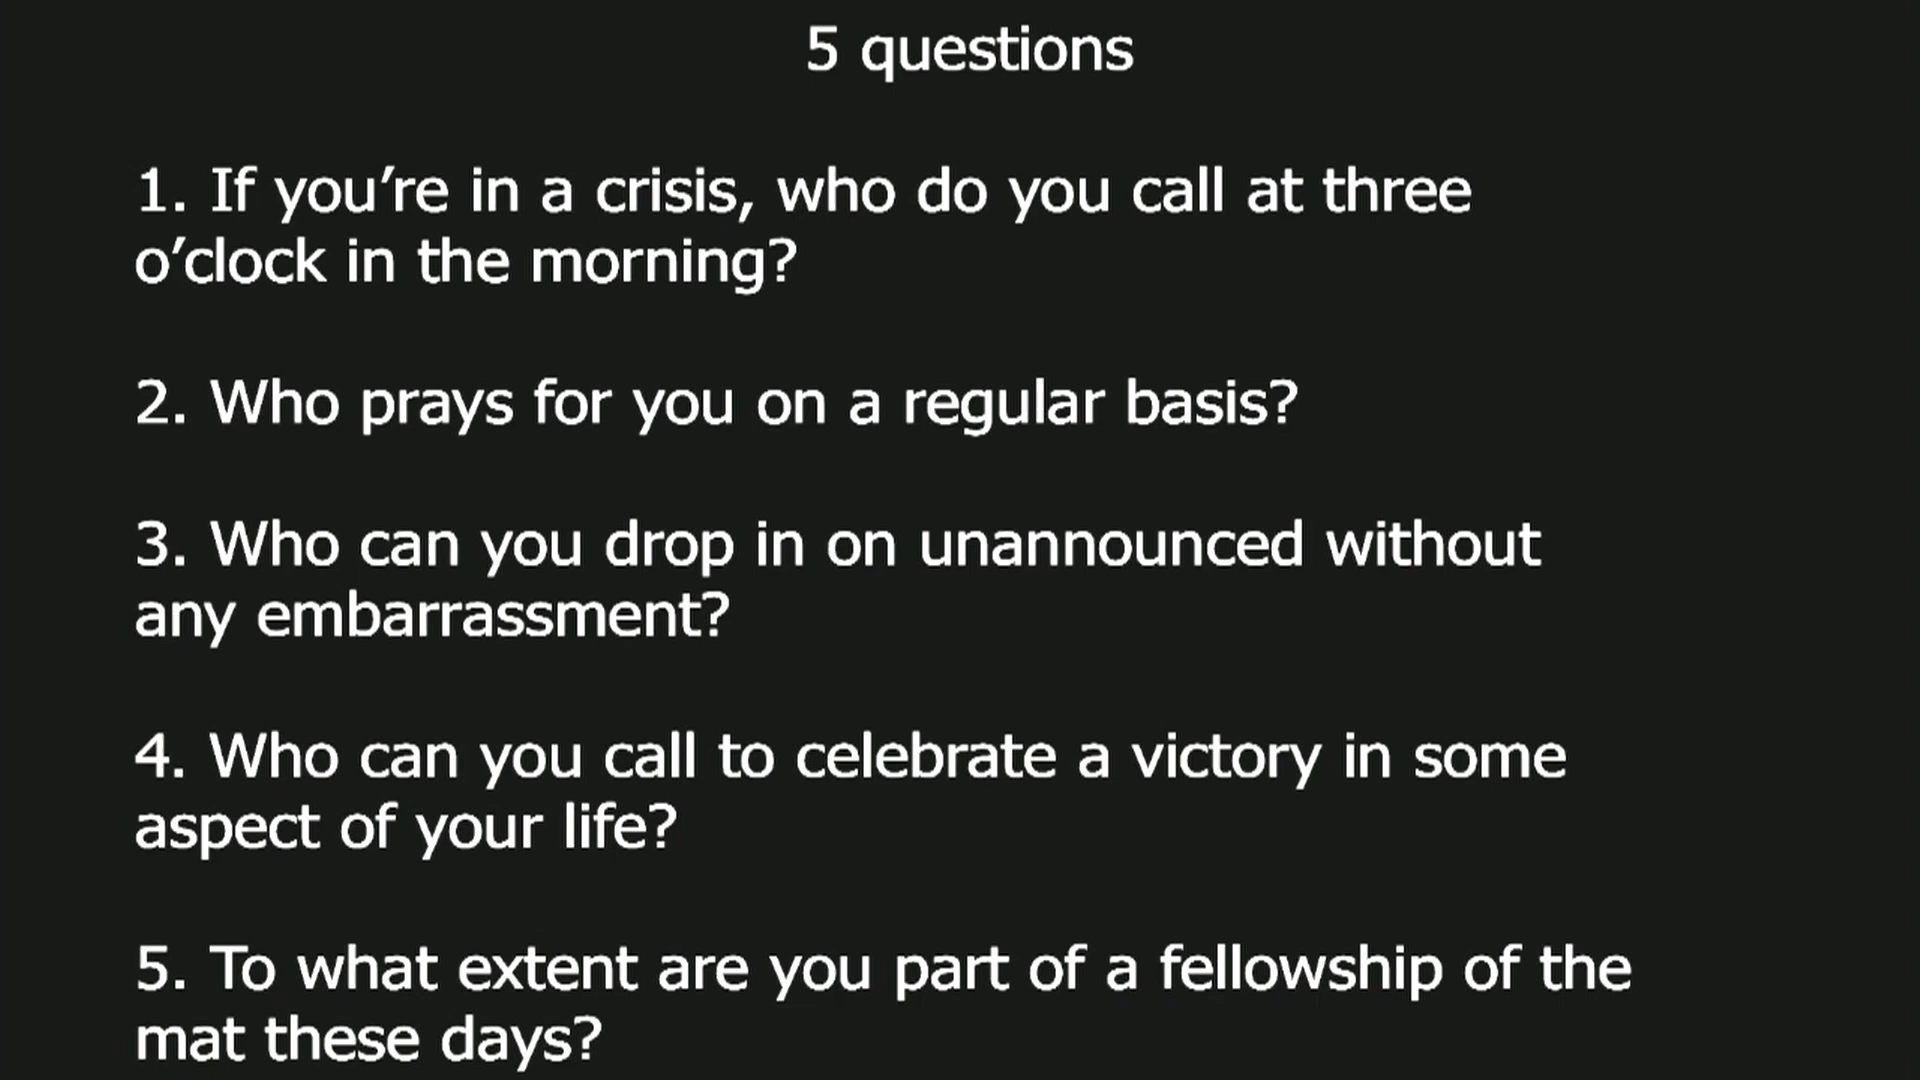 5 questions
1. If you’re in a crisis, who do you call at three
o’clock in the morning?
2. Who prays for you on a regular basis?
3. Who can you drop in on unannounced without
any embarrassment?
4. Who can you call to celebrate a victory in some
aspect of your life?
5. To what extent are you part of a fellowship of the
mat these days?